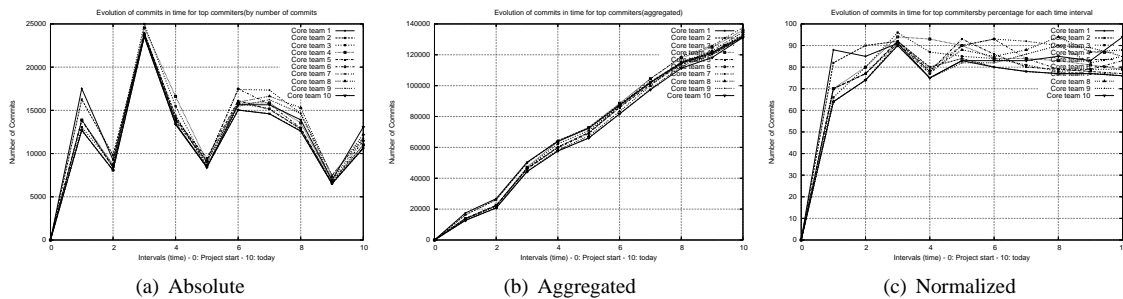 Evolution of commits in time for top commiters(by number of commits
25000
20000
15000
10000
5000
0
Number of Commits
Core team 1
Core team 2
Core team 3
Core team 4
Core team 5
Core team 6
Core team 7
Core team 8
Core team 9
Core team 10
0 2 4 6 8 10
Intervals (time) - 0: Project start - 10: today
(a) Absolute
Evolution of commits in time for top commiters(aggregated)
140000
120000
100000
80000
60000
40000
20000
0
Number of Commits
Core team 1
Core team 2
Core team 3
Core team 4
Core team 5
Core team 6
Core team 7
Core team 8
Core team 9
Core team 10
0 2 4 6 8 10
Intervals (time) - 0: Project start - 10: today
(b) Aggregated
Evolution of commits in time for top commitersby percentage for each time interval
100
90
80
70
60
50
40
30
20
10
0
Number of Commits
Core team 1
Core team 2
Core team 3
Core team 4
Core team 5
Core team 6
Core team 7
Core team 8
Core team 9
Core team 10
0 2 4 6 8 1
Intervals (time) - 0: Project start - 10: today
(c) Normalized